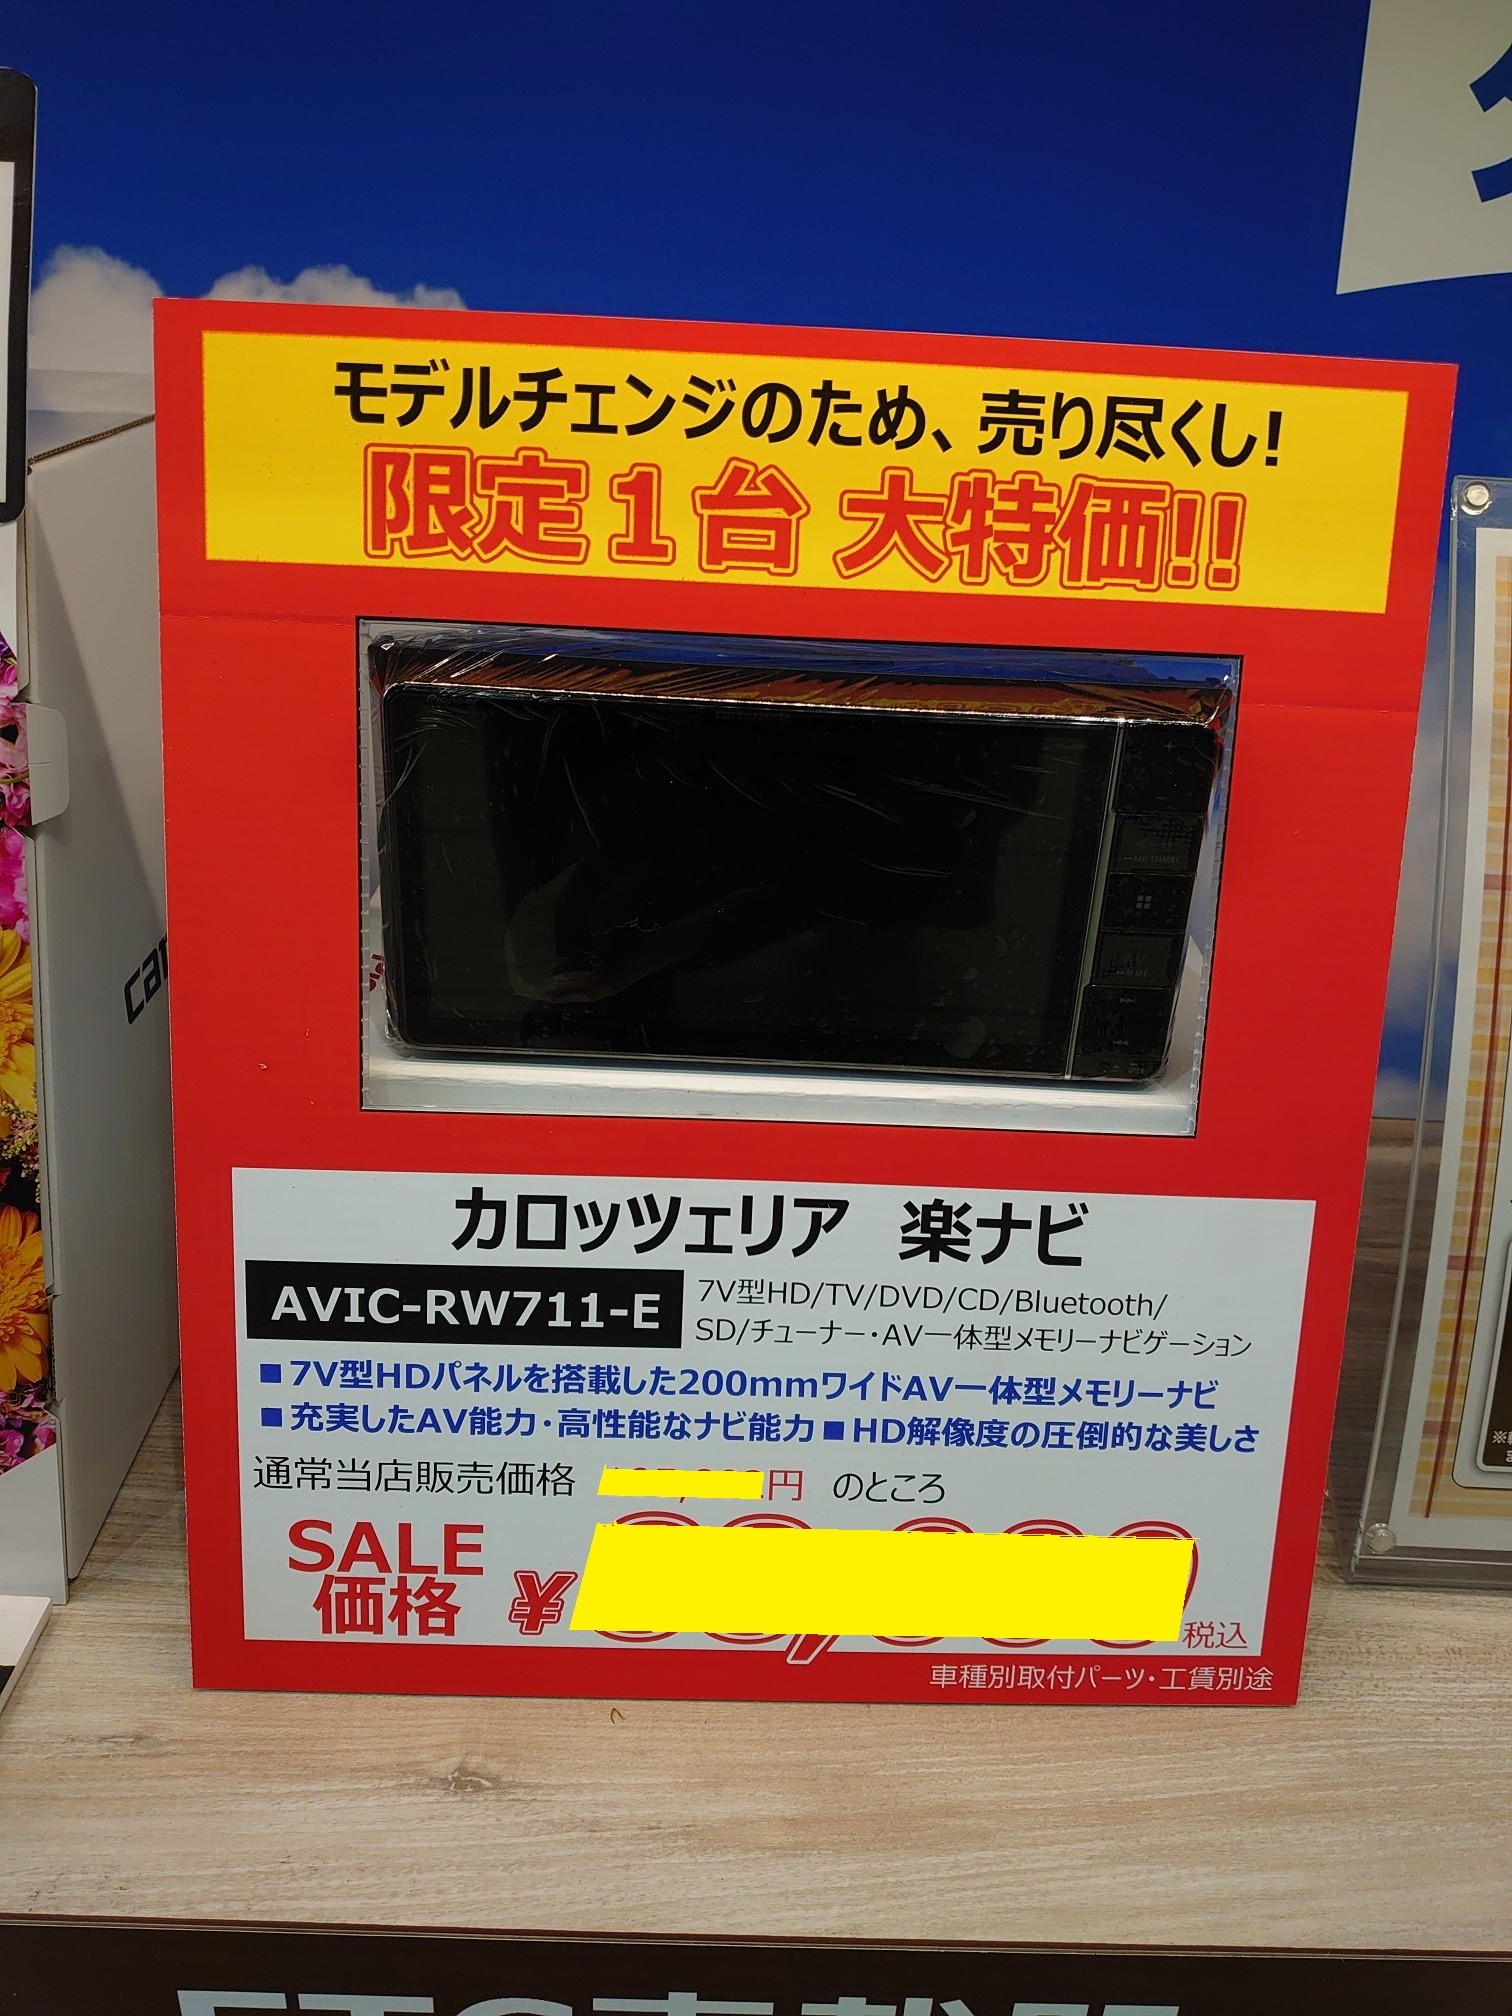 モデルチェンジのため、売り尽くし!
限定1台 大特価!!
カロッツェリア 楽ナビ
AVIC-RW711-E
7V型HD/TV/DVD/CD/Bluetooth/
SD/チューナー・AV一体型メモリーナビゲーション
■7V型HDパネルを搭載した200mmワイドAV一体型メモリーナビ
■充実したAV能力・高性能なナビ能力■HD解像度の圧倒的な美しさ
通常当店販売価格 円 のところ
SALE
価格
¥ 税込
車種別取付パーツ・工賃別途